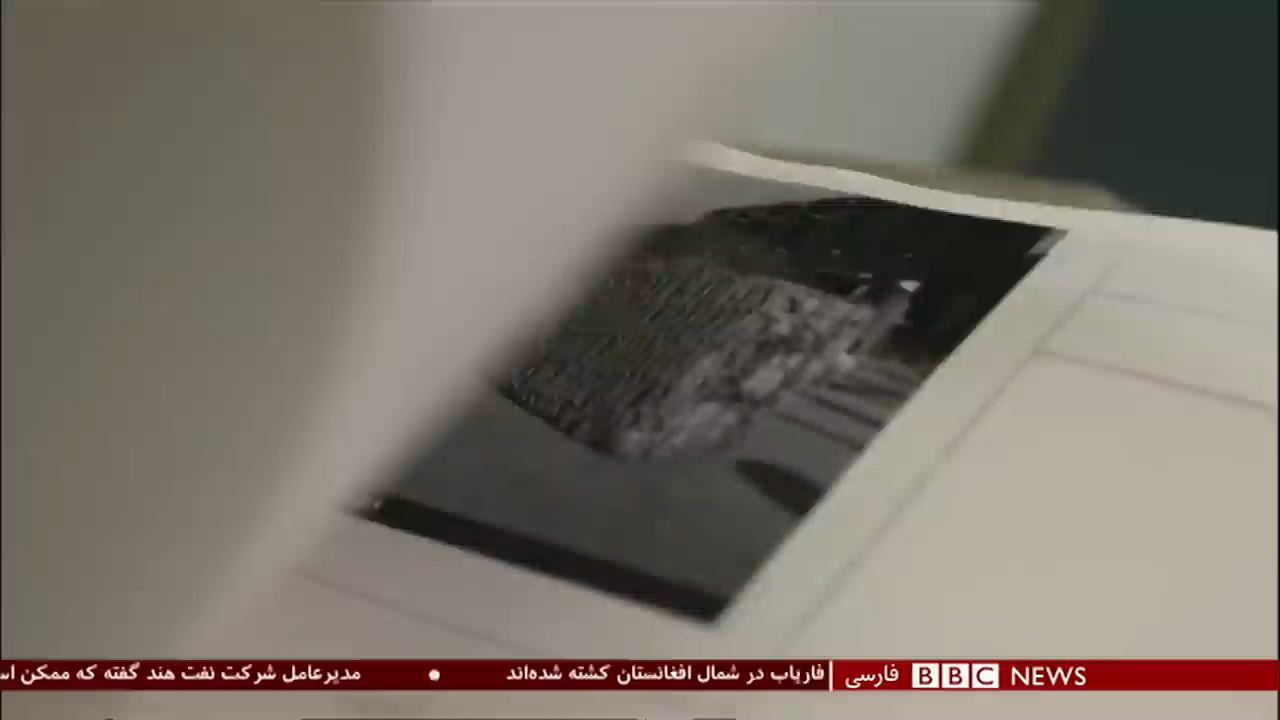 فاریاب در شمال افغانستان کشته شده‌اند • مدیرعامل شرکت نفت هند گفته که ممکن
BBC NEWS فارسی